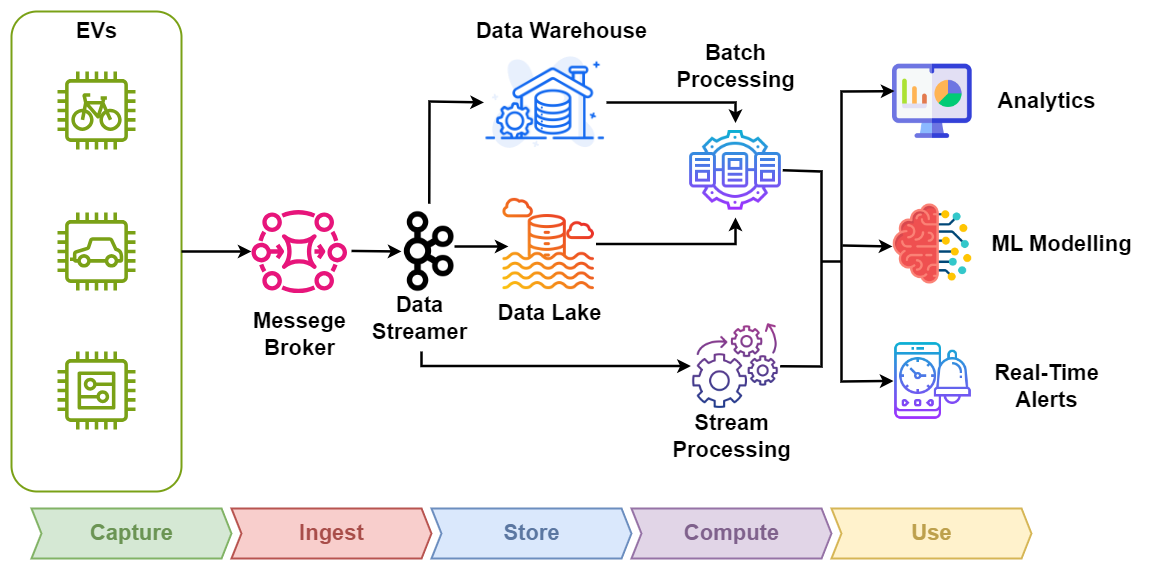 EVs
Messege
Broker
Data
Streamer
Data Warehouse
Data Lake
Batch
Processing
Stream
Processing
Analytics
ML Modelling
Real-Time
Alerts
Capture
Ingest
Store
Compute
Use